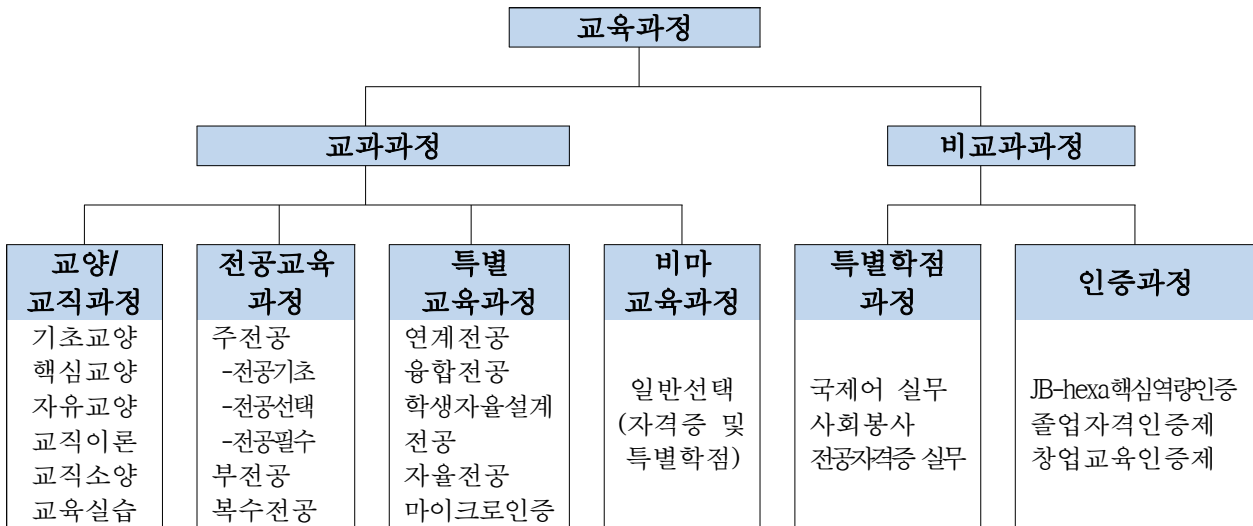 교육과정
교과과정
비교과과정
교양/
교직과정
기초교양
핵심교양
자유교양
교직이론
교직소양
교육실습
전공교육
과정
주전공
-전공기초
-전공선택
-전공필수
부전공
복수전공
특별
교육과정
연계전공
융합전공
학생자율설계
전공
자율전공
마이크로인증
비마
교육과정
일반선택
(자격증 및
특별학점)
특별학점
과정
국제어 실무
사회봉사
전공자격증 실무
인증과정
JB-hexa핵심역량인증
졸업자격인증제
창업교육인증제